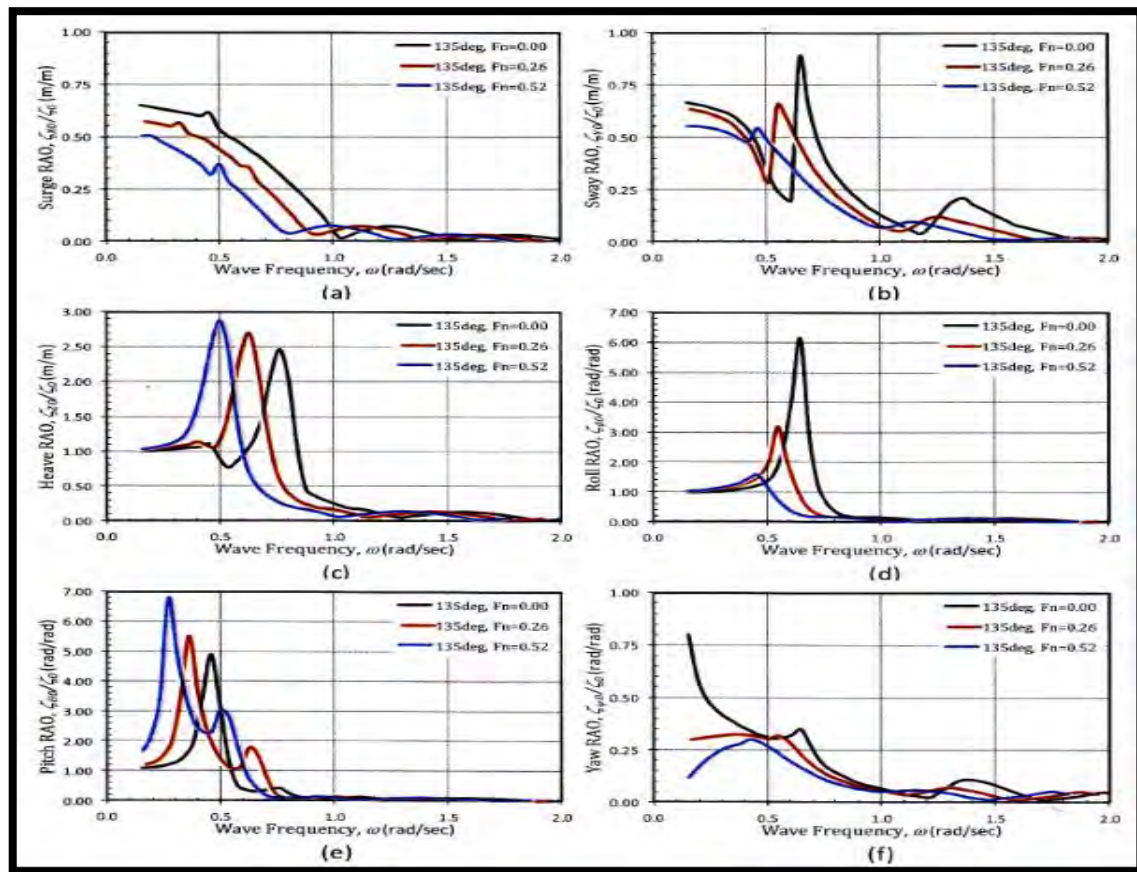 Surge RAO, ζx0/ζ0 (m/m)
1.00
0.75
0.50
0.25
0.00
135deg, Fn=0.00
135deg, Fn=0.26
135deg, Fn=0.52
0.0 0.5 1.0 1.5 2.0
Wave Frequency, ω (rad/sec)
(a)
Sway RAO, ζy0/ζ0 (m/m)
1.00
0.75
0.50
0.25
0.00
135deg, Fn=0.00
135deg, Fn=0.26
135deg, Fn=0.52
0.0 0.5 1.0 1.5 2.0
Wave Frequency, ω (rad/sec)
(b)
Heave RAO, ζz0/ζ0 (m/m)
3.00
2.50
2.00
1.50
1.00
0.50
0.00
135deg, Fn=0.00
135deg, Fn=0.26
135deg, Fn=0.52
0.0 0.5 1.0 1.5 2.0
Wave Frequency, ω (rad/sec)
(c)
Roll RAO, ζφ0/ζ0 (rad/rad)
7.00
6.00
5.00
4.00
3.00
2.00
1.00
0.00
135deg, Fn=0.00
135deg, Fn=0.26
135deg, Fn=0.52
0.0 0.5 1.0 1.5 2.0
Wave Frequency, ω (rad/sec)
(d)
Pitch RAO, ζθ0/ζ0 (rad/rad)
7.00
6.00
5.00
4.00
3.00
2.00
1.00
0.00
135deg, Fn=0.00
135deg, Fn=0.26
135deg, Fn=0.52
0.0 0.5 1.0 1.5 2.0
Wave Frequency, ω (rad/sec)
(e)
Yaw RAO, ζψ0/ζ0 (rad/rad)
1.00
0.75
0.50
0.25
0.00
135deg, Fn=0.00
135deg, Fn=0.26
135deg, Fn=0.52
0.0 0.5 1.0 1.5 2.0
Wave Frequency, ω (rad/sec)
(f)